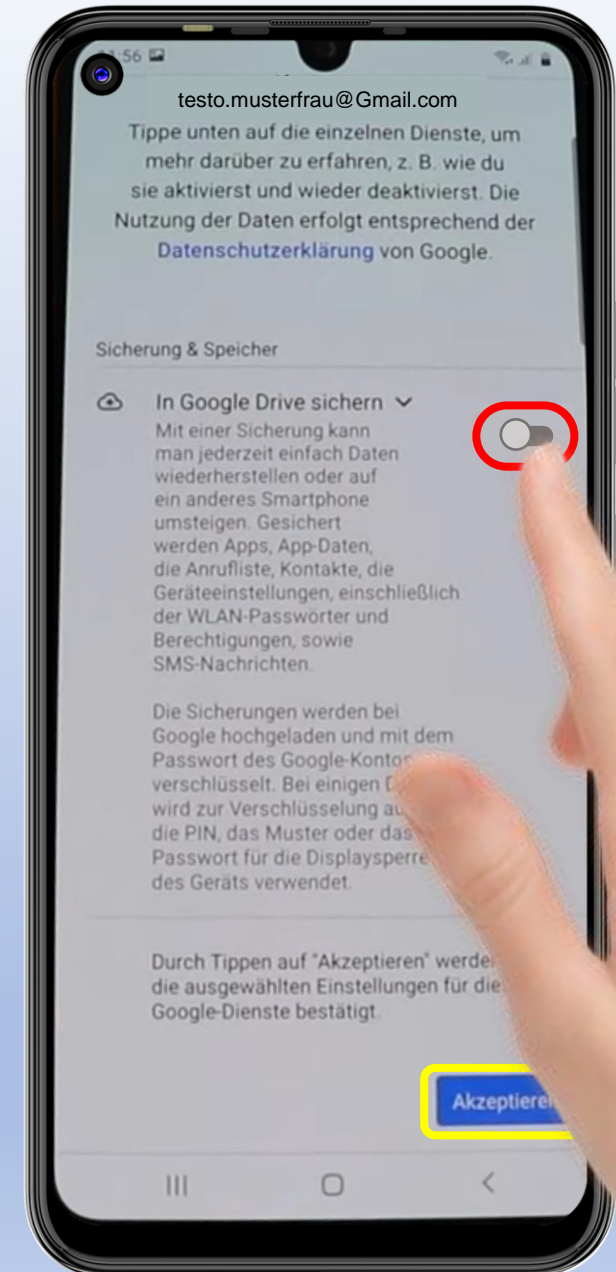 :56
testo.musterfrau@Gmail.com
Tippe unten auf die einzelnen Dienste, um
mehr darüber zu erfahren, z. B. wie du
sie aktivierst und wieder deaktivierst. Die
Nutzung der Daten erfolgt entsprechend der
Datenschutzerklärung von Google.
Sicherung & Speicher
In Google Drive sichern
Mit einer Sicherung kann
man jederzeit einfach Daten
wiederherstellen oder auf
ein anderes Smartphone
umsteigen. Gesichert
werden Apps, App-Daten,
die Anrufliste, Kontakte, die
Geräteeinstellungen, einschließlich
der WLAN-Passwörter und
Berechtigungen, sowie
SMS-Nachrichten.
Die Sicherungen werden bei
Google hochgeladen und mit dem
Passwort des Google-Kontos
verschlüsselt. Bei einigen
wird zur Verschlüsselung
die PIN, das Muster oder das
Passwort für die Displaysperre
des Geräts verwendet.
Durch Tippen auf "Akzeptieren" werde
die ausgewählten Einstellungen für die
Google-Dienste bestätigt.
Akzeptieren